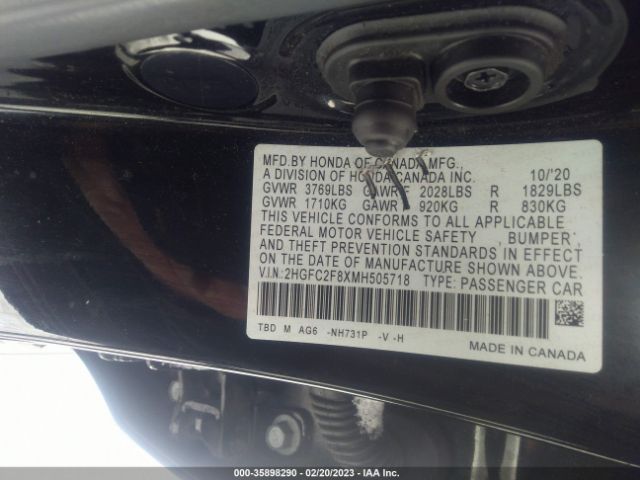 MFD.BY HONDA OF CANADA MFG.,
A DIVISION OF HONDA CANADA INC. 10/'20
GVWR 3769LBS GAWR F 2028LBS R 1829LBS
GVWR 1710KG GAWR F 920KG R 830KG
THIS VEHICLE CONFORMS TO ALL APPLICABLE
FEDERAL MOTOR VEHICLE SAFETY , BUMPER ,
AND THEFT PREVENTION STANDARDS IN EFFECT
ON THE DATE OF MANUFACTURE SHOWN ABOVE.
V.I.N:2HGFC2F8XMH505718 TYPE: PASSENGER CAR
TBD M AG6 -NH731P -V -H
MADE IN CANADA
000-35898290 - 02/20/2023 - IAA Inc.